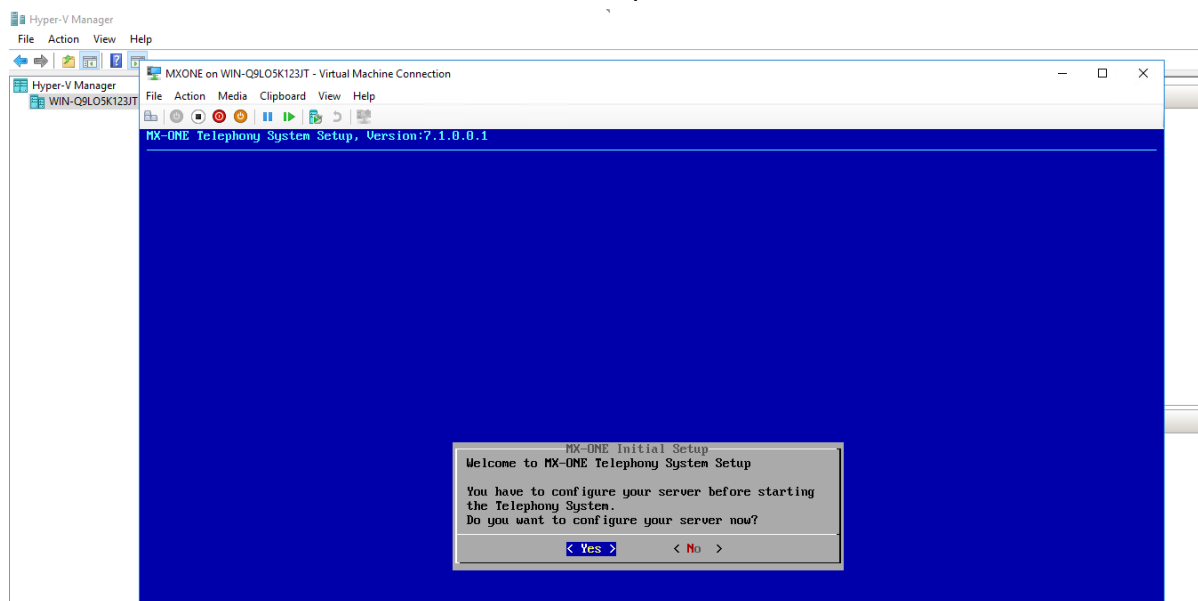 Hyper-V Manager
File Action View Help
Hyper-V Manager
WIN-Q9LO5K123JT
MXONE on WIN-Q9LO5K123JT - Virtual Machine Connection
File Action Media Clipboard View Help
MX-ONE Telephony System Setup, Version:7.1.0.0.1
MX-ONE Initial Setup
Welcome to MX-ONE Telephony System Setup
You have to configure your server before starting
the Telephony System.
Do you want to configure your server now?
< Yes > < No >